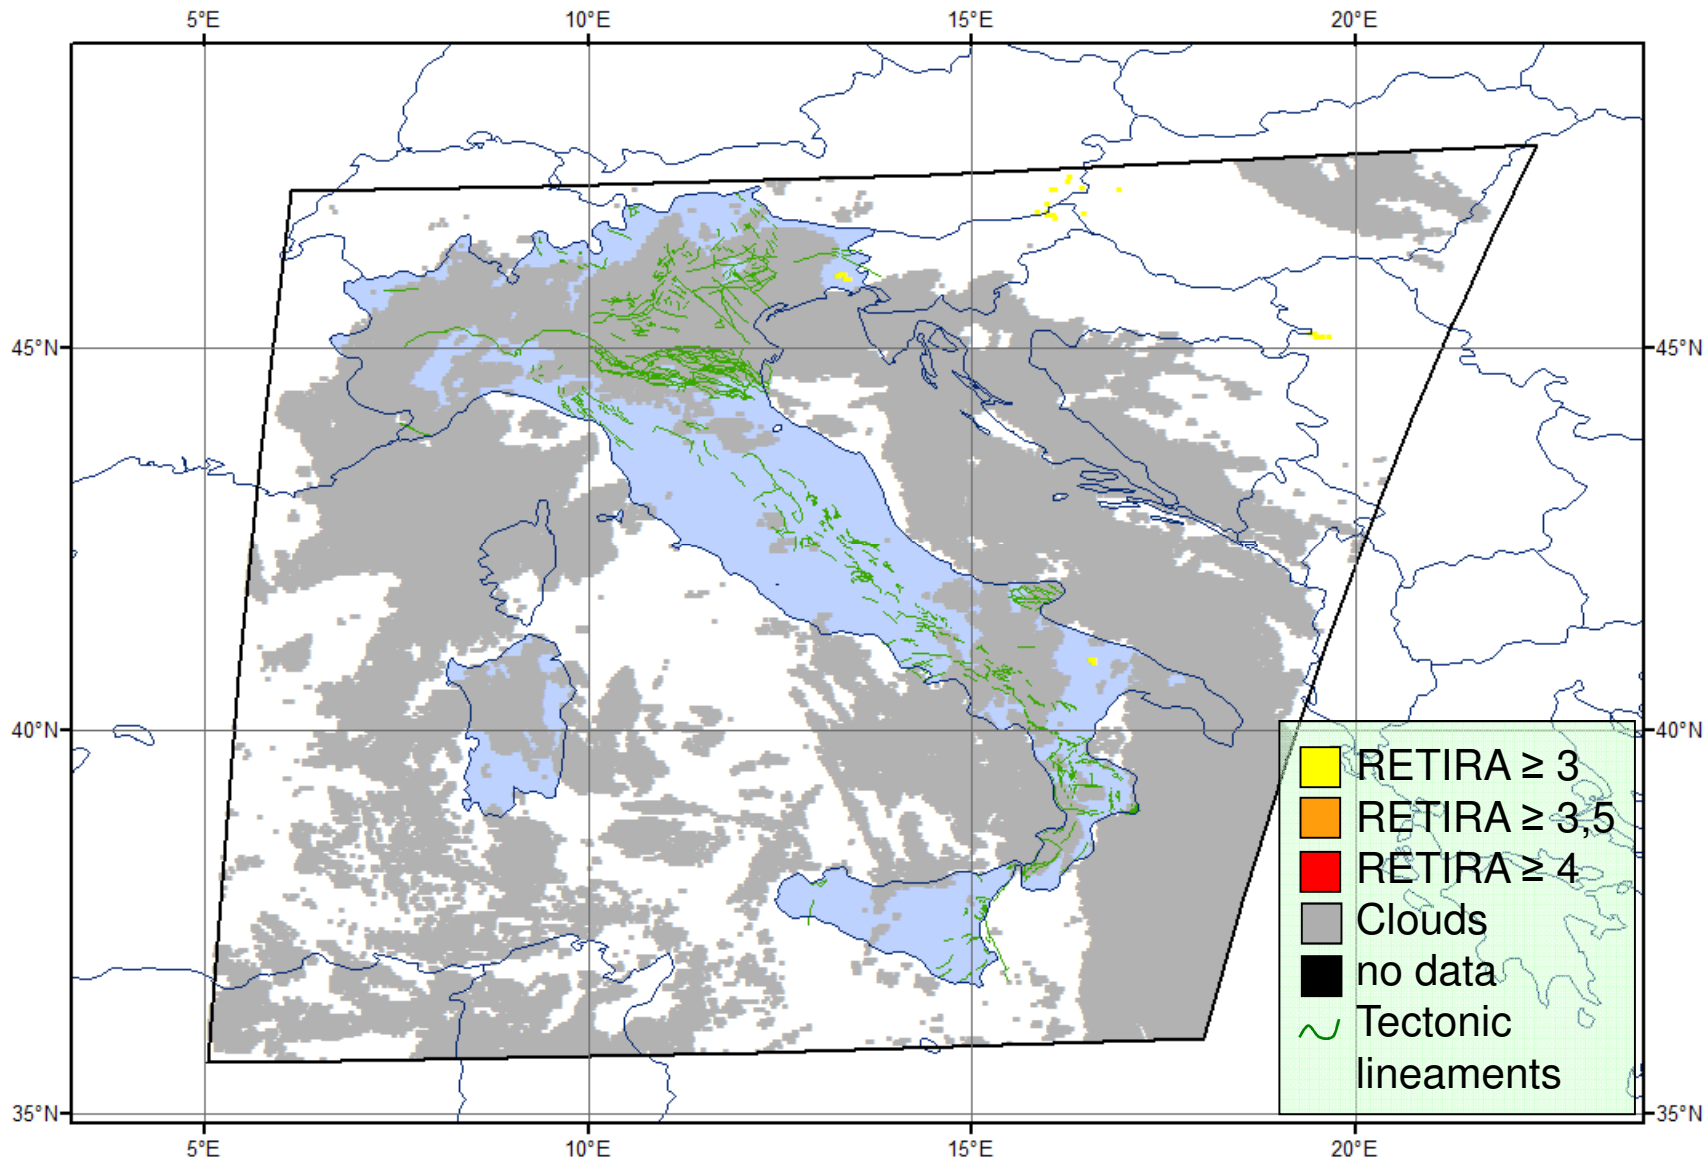 5°E 10°E 15°E 20°E
45°N 45°N
40°N 40°N
RETIRA ≥ 3
RETIRA ≥ 3,5
RETIRA ≥ 4
Clouds
no data
Tectonic
lineaments
35°N 35°N
5°E 10°E 15°E 20°E